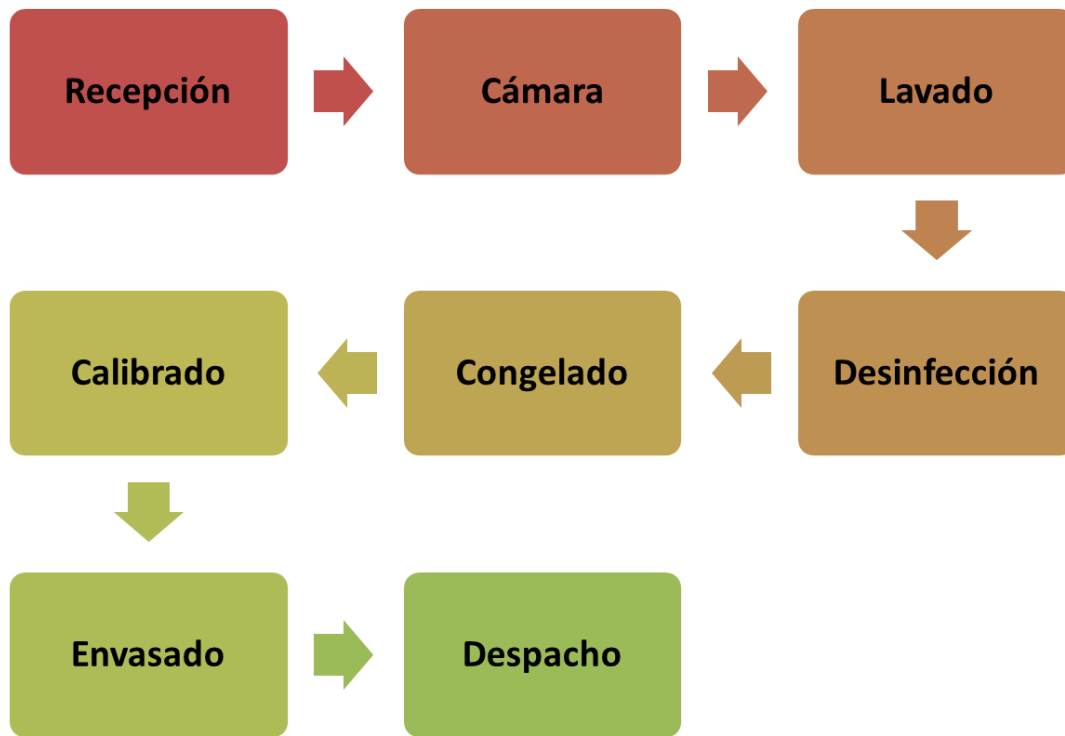 Recepción
Cámara
Lavado
Desinfección
Congelado
Calibrado
Envasado
Despacho